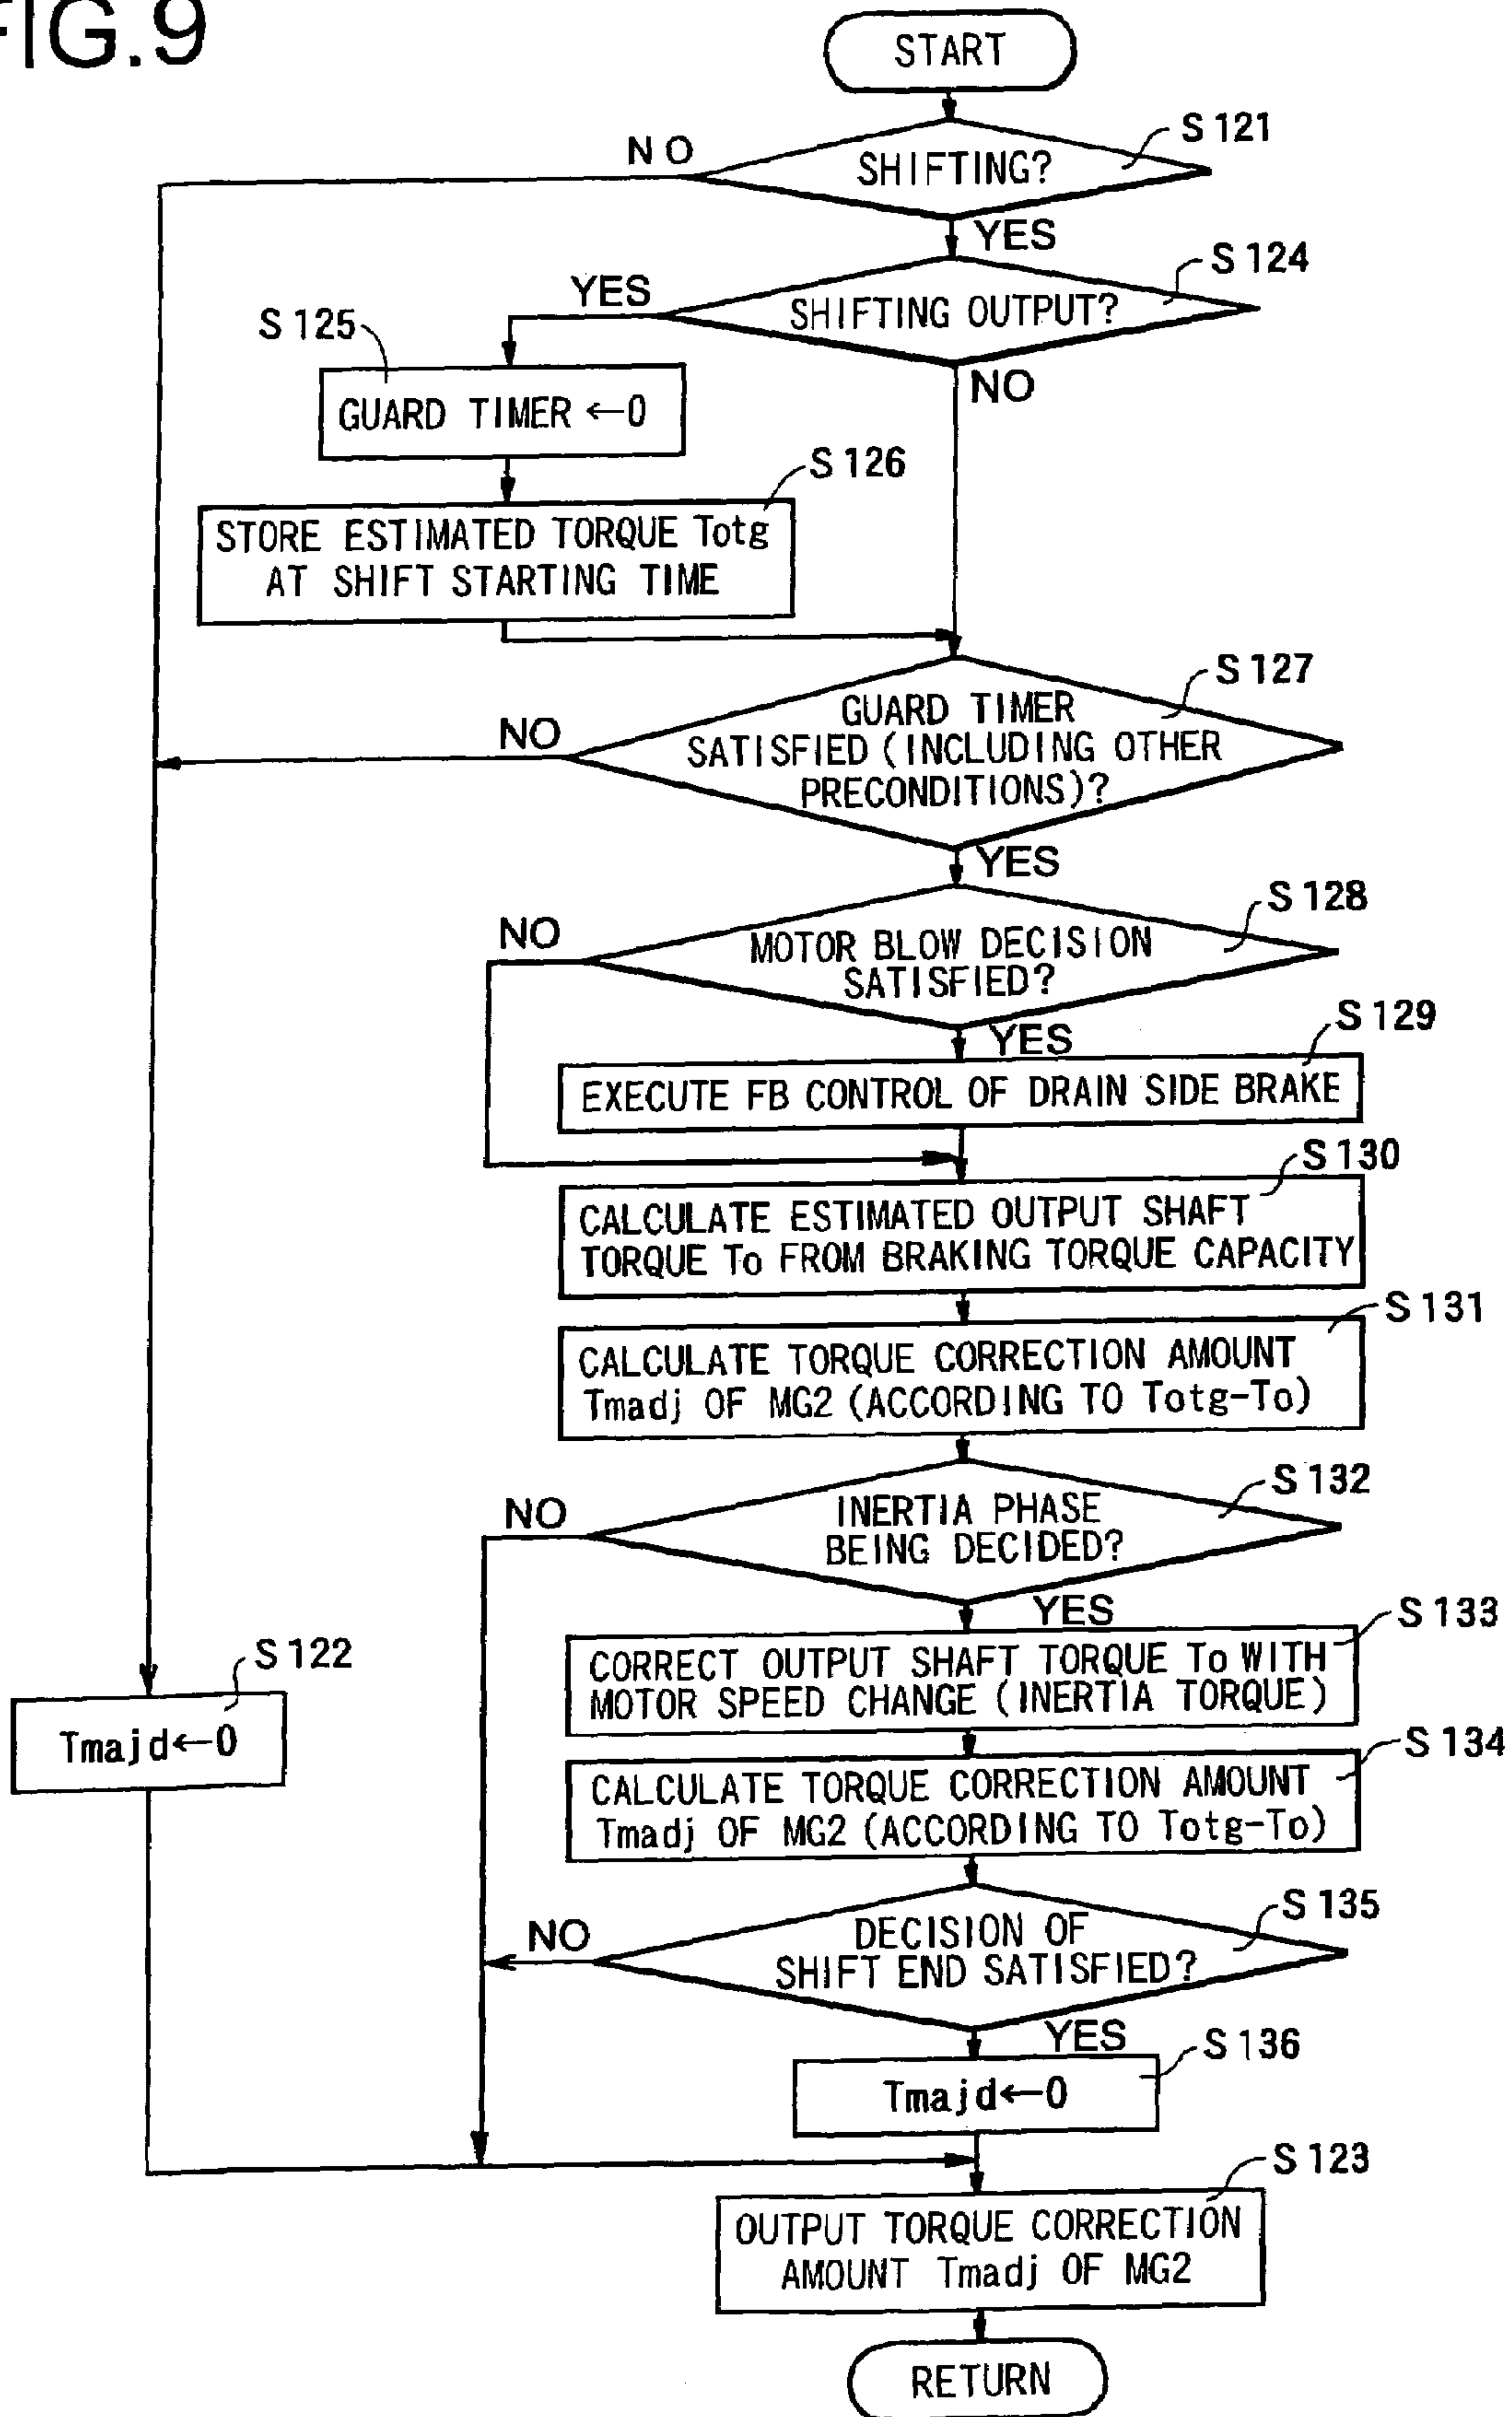 FIG.9
START
S121
NO
SHIFTING?
YES
S124
YES
SHIFTING OUTPUT?
NO
S125
GUARD TIMER ←0
S126
STORE ESTIMATED TORQUE Totg
AT SHIFT STARTING TIME
S127
NO
GUARD TIMER
SATISFIED (INCLUDING OTHER
PRECONDITIONS)?
YES
S128
NO
MOTOR BLOW DECISION
SATISFIED?
YES
S129
EXECUTE FB CONTROL OF DRAIN SIDE BRAKE
S130
CALCULATE ESTIMATED OUTPUT SHAFT
TORQUE To FROM BRAKING TORQUE CAPACITY
S131
CALCULATE TORQUE CORRECTION AMOUNT
Tmadj OF MG2 (ACCORDING TO Totg-To)
S132
NO
INERTIA PHASE
BEING DECIDED?
YES
S133
CORRECT OUTPUT SHAFT TORQUE To WITH
MOTOR SPEED CHANGE (INERTIA TORQUE)
S122
Tmajd←0
S134
CALCULATE TORQUE CORRECTION AMOUNT
Tmadj OF MG2 (ACCORDING TO Totg-To)
S135
NO
DECISION OF
SHIFT END SATISFIED?
YES
S136
Tmajd←0
S123
OUTPUT TORQUE CORRECTION
AMOUNT Tmadj OF MG2
RETURN